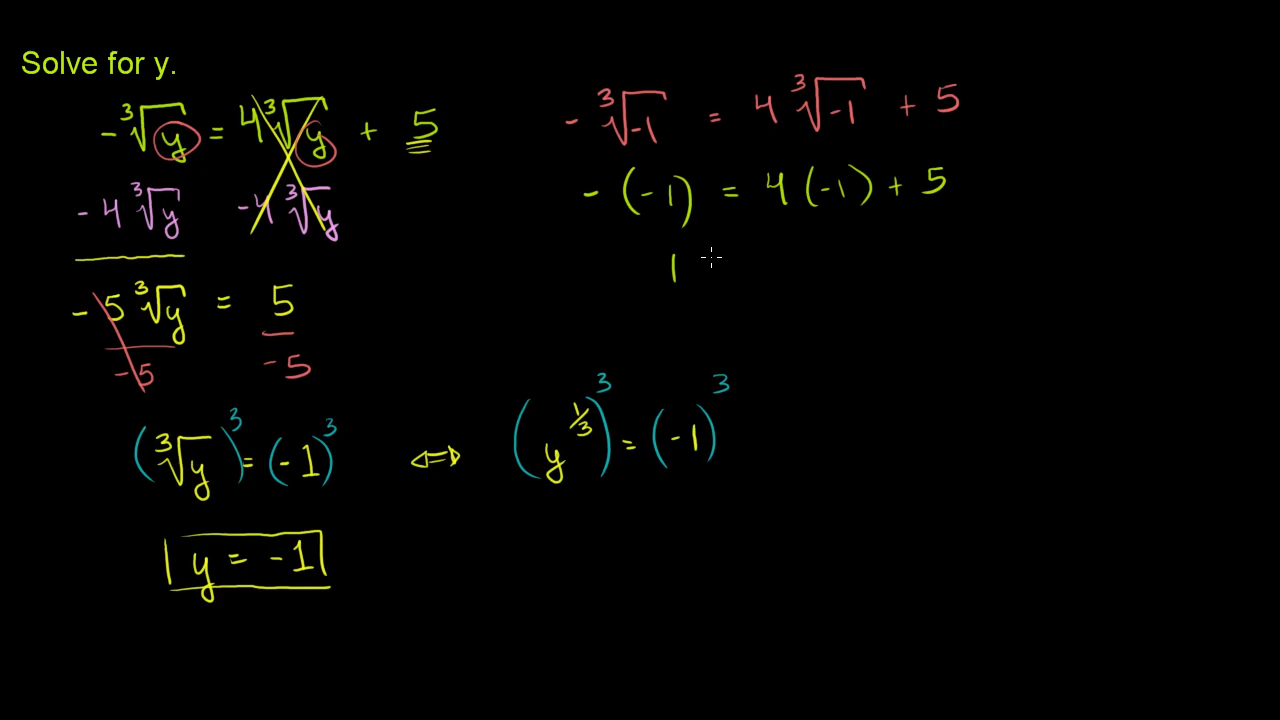 Solve for y.
-∛y = 4∛y + 5
-4∛y -4∛y
-5∛y = 5
-5 -5
(∛y)³ = (-1)³ ⇔ (y^1/3)³ = (-1)³
y = -1
-∛-1 = 4∛-1 + 5
-(-1) = 4(-1) + 5
1